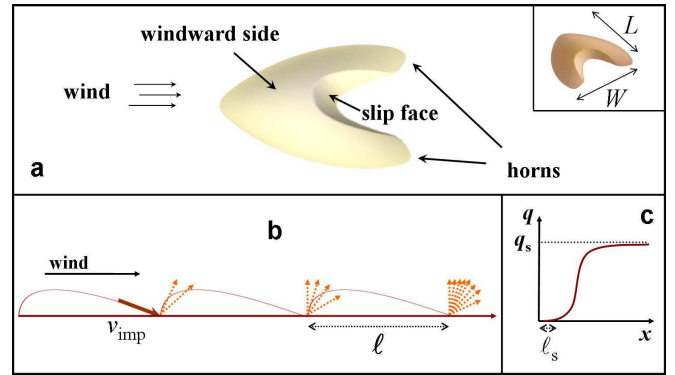 windward side
wind
slip face
horns
a
L
W
b
wind
v_imp
ℓ
c
q
q_s
ℓ_s
x